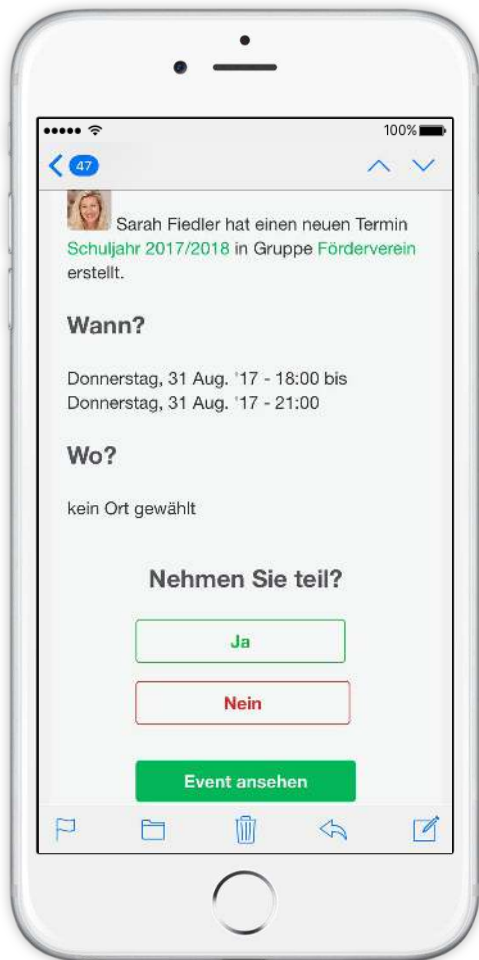 100%
47
Sarah Fiedler hat einen neuen Termin
Schuljahr 2017/2018 in Gruppe Förderverein
erstellt.
Wann?
Donnerstag, 31 Aug. '17 - 18:00 bis
Donnerstag, 31 Aug. '17 - 21:00
Wo?
kein Ort gewählt
Nehmen Sie teil?
Ja
Nein
Event ansehen